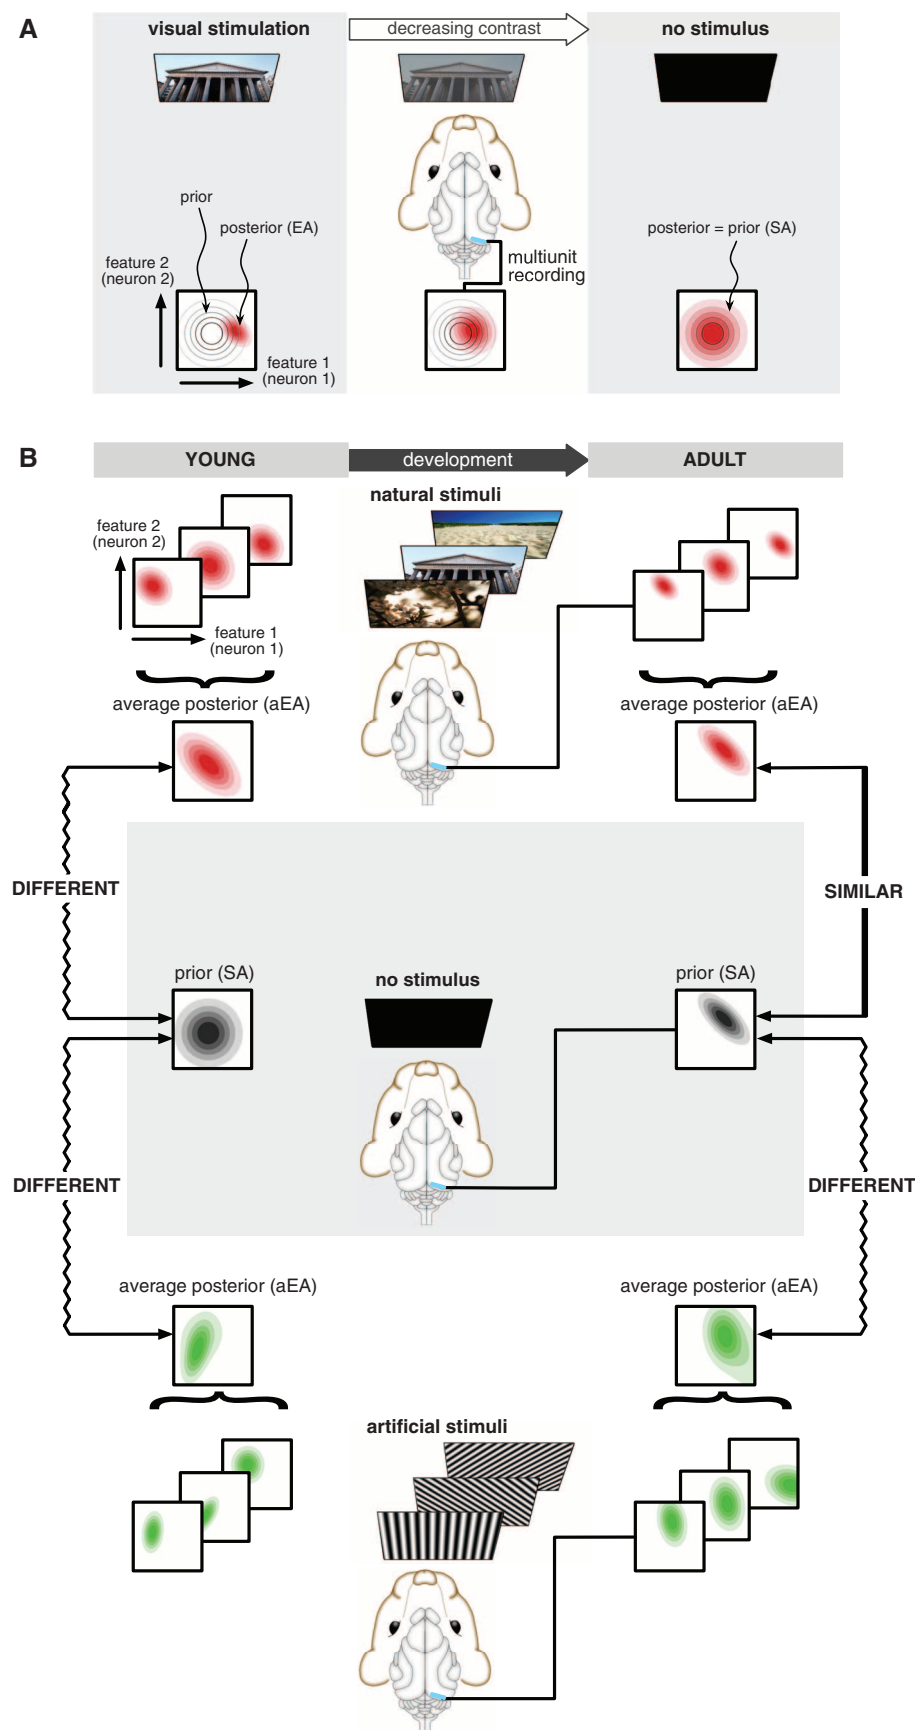 A
visual stimulation
decreasing contrast
no stimulus
prior
posterior (EA)
feature 2
(neuron 2)
feature 1
(neuron 1)
multiunit
recording
posterior = prior (SA)
B
YOUNG
development
ADULT
natural stimuli
feature 2
(neuron 2)
feature 1
(neuron 1)
average posterior (aEA)
average posterior (aEA)
DIFFERENT
SIMILAR
prior (SA)
no stimulus
prior (SA)
DIFFERENT
DIFFERENT
average posterior (aEA)
average posterior (aEA)
artificial stimuli